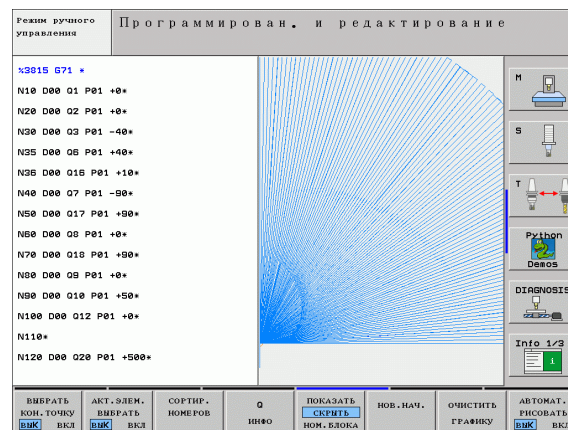 Режим ручного
управления
Программирован. и редактирование
%3815 G71 *
N10 D00 Q1 P01 +0*
N20 D00 Q2 P01 +0*
N30 D00 Q3 P01 -40*
N35 D00 Q6 P01 +40*
N36 D00 Q16 P01 +10*
N40 D00 Q7 P01 -90*
N50 D00 Q17 P01 +90*
N60 D00 Q8 P01 +0*
N70 D00 Q18 P01 +90*
N80 D00 Q9 P01 +0*
N90 D00 Q10 P01 +50*
N100 D00 Q12 P01 +0*
N110*
N120 D00 Q20 P01 +500*
M
S
T
Python
Demos
DIAGNOSIS
Info 1/3
i
ВЫБРАТЬ
КОН.ТОЧКУ
ВЫК ВКЛ
АКТ.ЭЛЕМ.
ВЫБРАТЬ
ВЫК ВКЛ
СОРТИР.
НОМЕРОВ
Q
ИНФО
ПОКАЗАТЬ
СКРЫТЬ
НОМ.БЛОКА
НОВ.НАЧ.
ОЧИСТИТЬ
ГРАФИКУ
АВТОМАТ.
РИСОВАТЬ
ВЫК ВКЛ